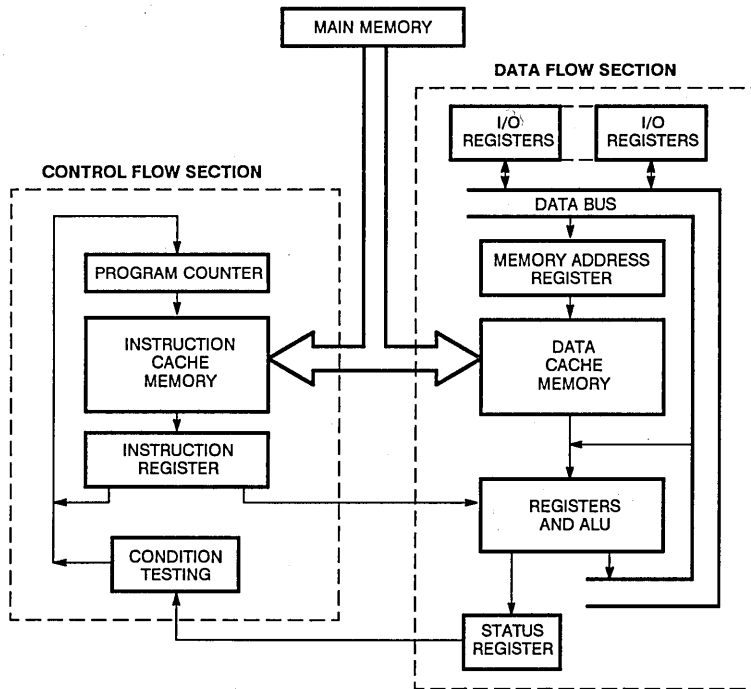 MAIN MEMORY
DATA FLOW SECTION
I/O
REGISTERS
I/O
REGISTERS
CONTROL FLOW SECTION
DATA BUS
PROGRAM COUNTER
MEMORY ADDRESS
REGISTER
INSTRUCTION
CACHE
MEMORY
DATA
CACHE
MEMORY
INSTRUCTION
REGISTER
REGISTERS
AND ALU
CONDITION
TESTING
STATUS
REGISTER